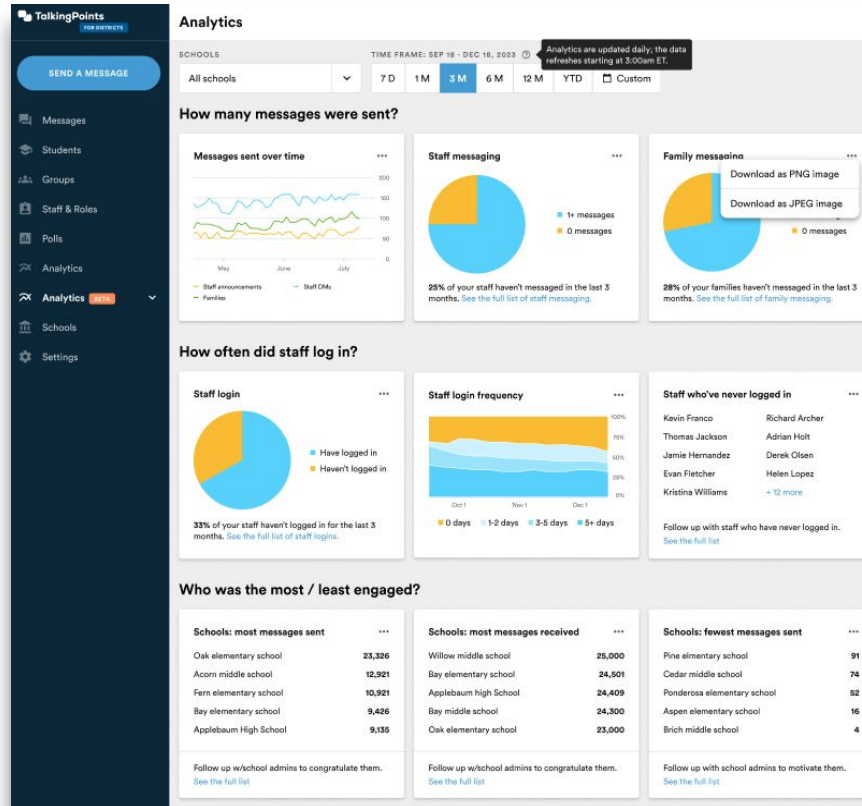 TalkingPoints
FOR DISTRICTS
SEND A MESSAGE
Messages
Students
Groups
Staff & Roles
Polls
Analytics
Analytics BETA
Schools
Settings
Analytics
SCHOOLS
All schools
TIME FRAME: SEP 18 - DEC 18, 2023
Analytics are updated daily; the data
refreshes starting at 3:00am ET.
7 D 1 M 3 M 6 M 12 M YTD Custom
How many messages were sent?
Messages sent over time
200
150
100
50
0
May June July
Staff announcements Staff DMs
Families
Staff messaging
1+ messages
0 messages
25% of your staff haven't messaged in the last 3
months. See the full list of staff messaging.
Family messaging
Download as PNG image
Download as JPEG image
0 messages
28% of your families haven't messaged in the last 3
months. See the full list of family messaging.
How often did staff log in?
Staff login
Have logged in
Haven't logged in
33% of your staff haven't logged in for the last 3
months. See the full list of staff logins.
Staff login frequency
100%
75%
50%
25%
0%
Oct 1 Nov 1 Dec 1
0 days 1-2 days 3-5 days 5+ days
Staff who've never logged in
Kevin Franco Richard Archer
Thomas Jackson Adrian Holt
Jamie Hernandez Derek Olsen
Evan Fletcher Helen Lopez
Kristina Williams + 12 more
Follow up with staff who have never logged in.
See the full list
Who was the most / least engaged?
Schools: most messages sent
Oak elementary school 23,326
Acorn middle school 12,921
Fern elementary school 10,921
Bay elementary school 9,426
Applebaum High School 9,135
Follow up w/school admins to congratulate them.
See the full list
Schools: most messages received
Willow middle school 25,000
Bay elementary school 24,501
Applebaum high School 24,409
Bay middle school 24,300
Oak elementary school 23,000
Follow up w/school admins to congratulate them.
See the full list
Schools: fewest messages sent
Pine elmentary school 91
Cedar middle school 74
Ponderosa elementary school 52
Aspen elementary school 16
Brich middle school 4
Follow up with school admins to motivate them.
See the full list